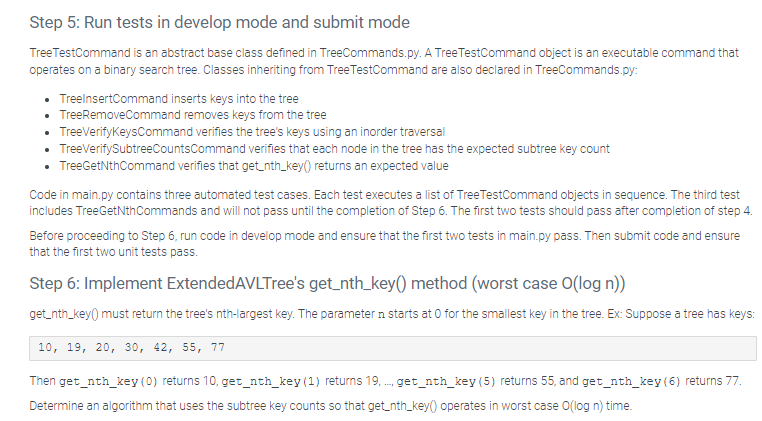 Step 5: Run tests in develop mode and submit mode
TreeTestCommand is an abstract base class defined in TreeCommands.py. A TreeTestCommand object is an executable command that
operates on a binary search tree. Classes inheriting from TreeTestCommand are also declared in TreeCommands.py:
• TreeInsertCommand inserts keys into the tree
• TreeRemoveCommand removes keys from the tree
• TreeVerifyKeysCommand verifies the tree's keys using an inorder traversal
• TreeVerifySubtreeCountsCommand verifies that each node in the tree has the expected subtree key count
• TreeGetNthCommand verifies that get_nth_key() returns an expected value
Code in main.py contains three automated test cases. Each test executes a list of TreeTestCommand objects in sequence. The third test
includes TreeGetNthCommands and will not pass until the completion of Step 6. The first two tests should pass after completion of step 4.
Before proceeding to Step 6, run code in develop mode and ensure that the first two tests in main.py pass. Then submit code and ensure
that the first two unit tests pass.
Step 6: Implement ExtendedAVLTree's get_nth_key() method (worst case O(log n))
get_nth_key() must return the tree's nth-largest key. The parameter n starts at 0 for the smallest key in the tree. Ex: Suppose a tree has keys:
10, 19, 20, 30, 42, 55, 77
Then get_nth_key(0) returns 10, get_nth_key(1) returns 19, ..., get_nth_key(5) returns 55, and get_nth_key(6) returns 77.
Determine an algorithm that uses the subtree key counts so that get_nth_key() operates in worst case O(log n) time.